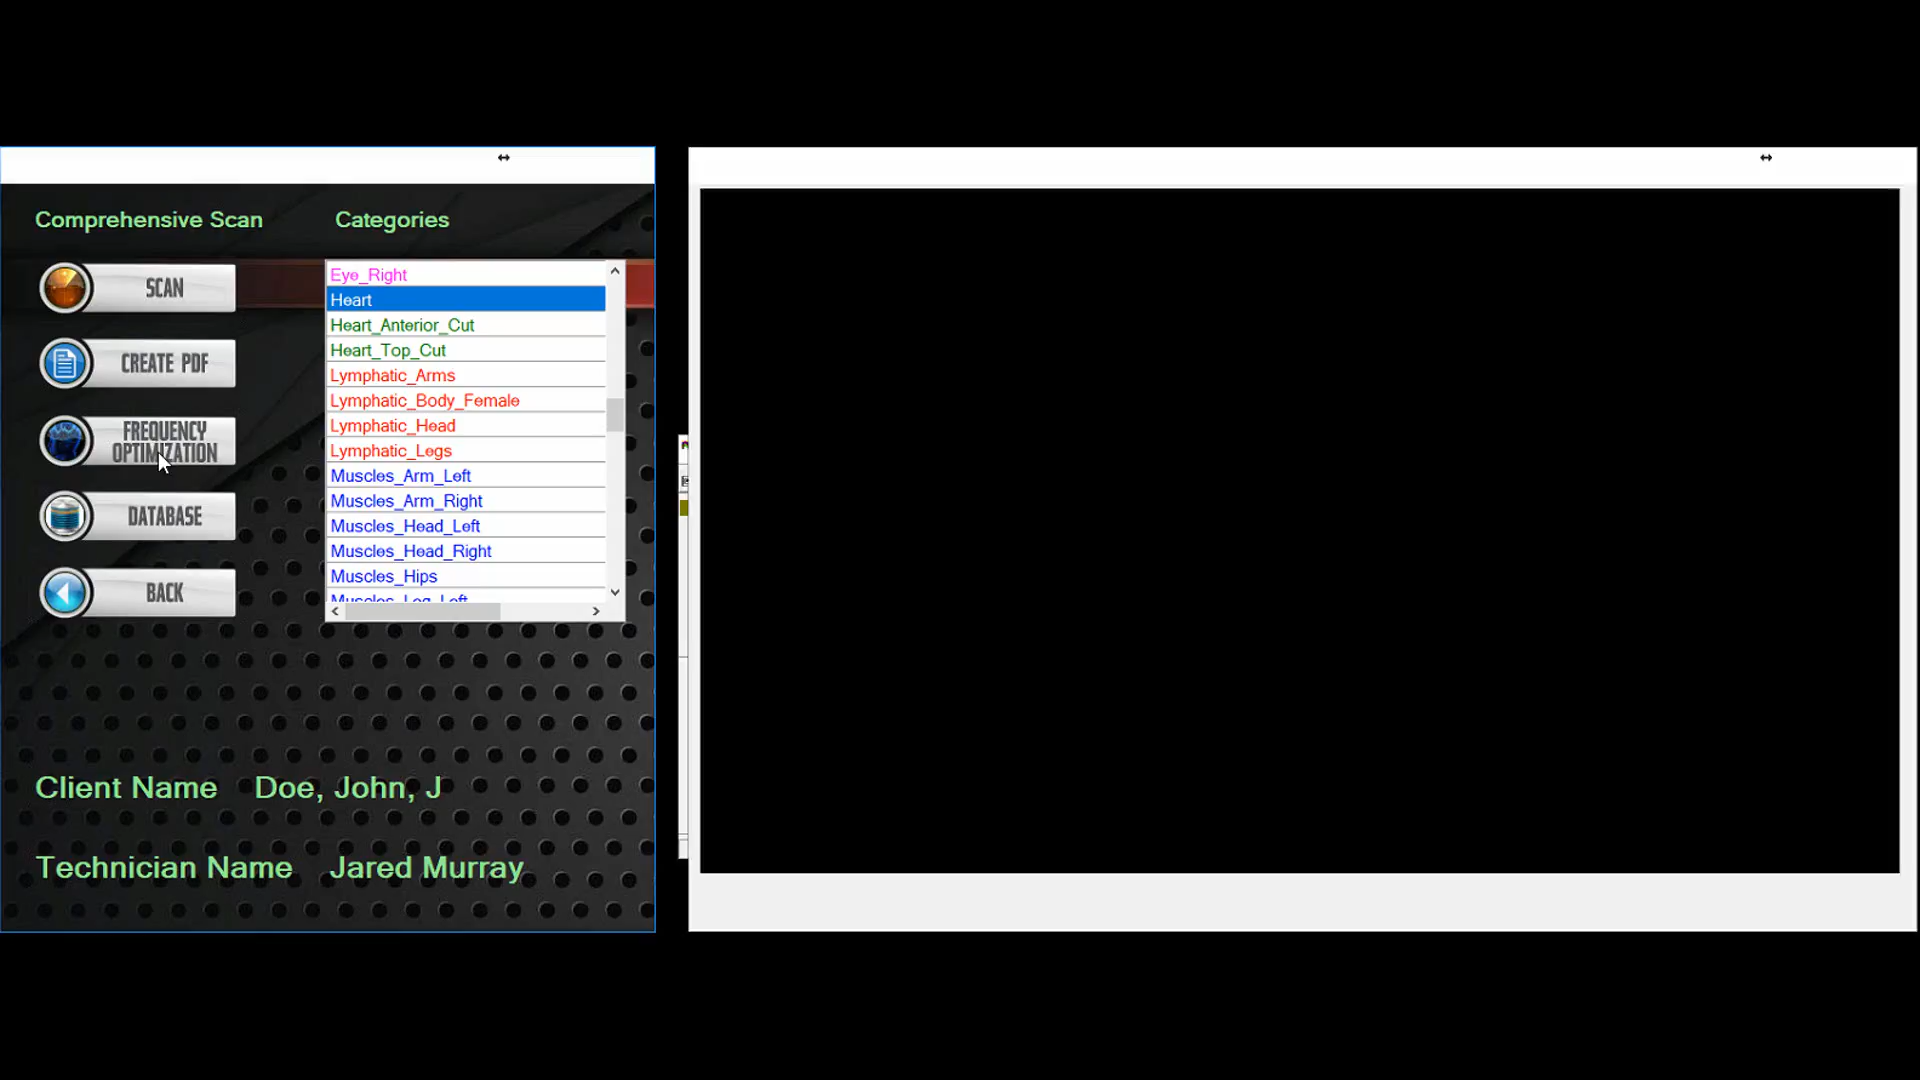 Comprehensive Scan
Categories
SCAN
CREATE PDF
FREQUENCY
OPTIMIZATION
DATABASE
BACK
Eye_Right
Heart
Heart_Anterior_Cut
Heart_Top_Cut
Lymphatic_Arms
Lymphatic_Body_Female
Lymphatic_Head
Lymphatic_Legs
Muscles_Arm_Left
Muscles_Arm_Right
Muscles_Head_Left
Muscles_Head_Right
Muscles_Hips
Muscles_Leg_Left
Client Name Doe, John, J
Technician Name Jared Murray